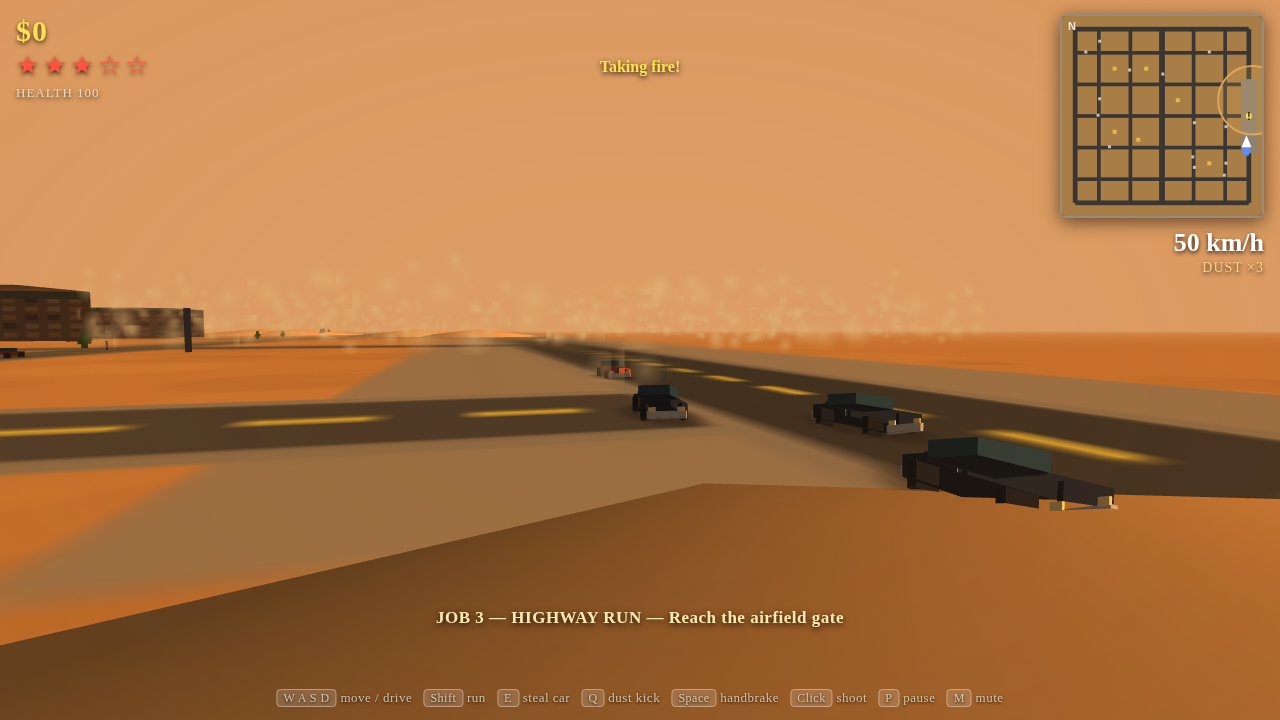 $0
★★★☆☆
HEALTH 100
Taking fire!
N
50 km/h
DUST ×3
JOB 3 — HIGHWAY RUN — Reach the airfield gate
W A S D move / drive Shift run E steal car Q dust kick Space handbrake Click shoot P pause M mute